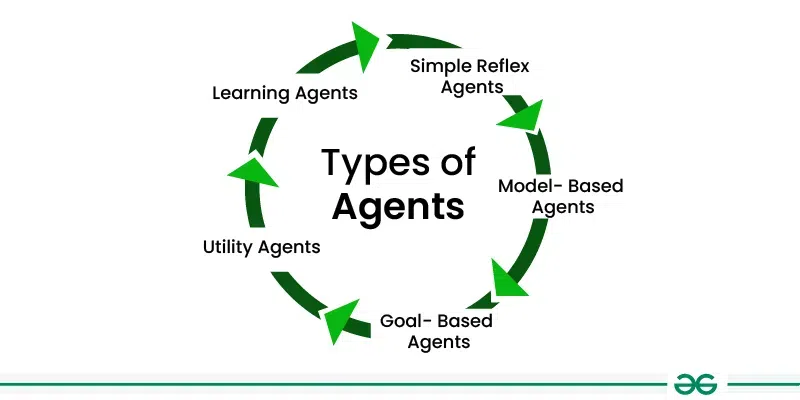 Types of
Agents
Simple Reflex
Agents
Model- Based
Agents
Goal- Based
Agents
Utility Agents
Learning Agents